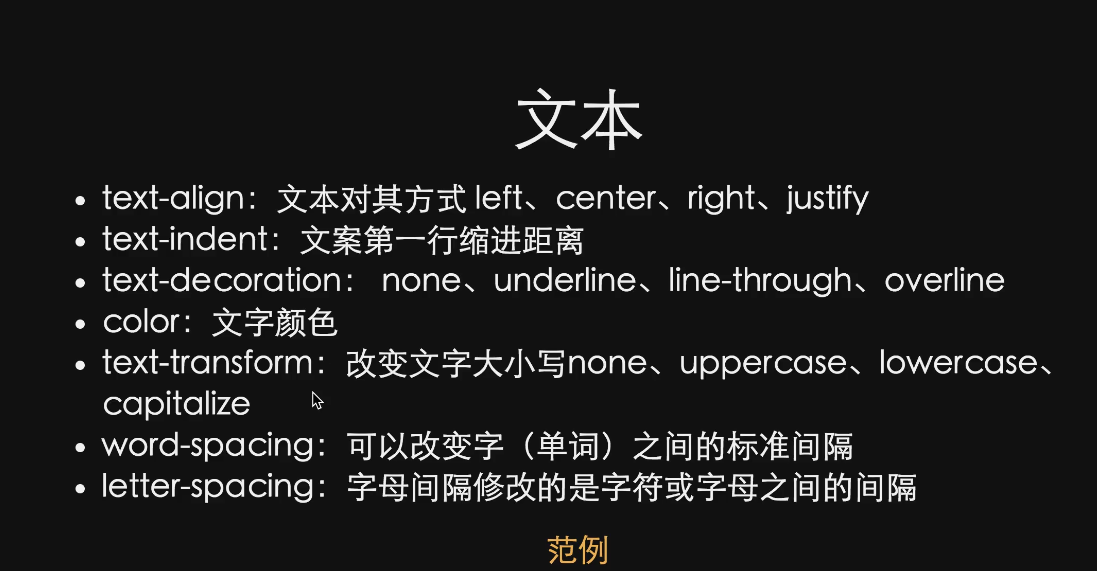 文本
text-align：文本对其方式 left、center、right、justify
text-indent：文案第一行缩进距离
text-decoration： none、underline、line-through、overline
color：文字颜色
text-transform：改变文字大小写none、uppercase、lowercase、
capitalize
word-spacing：可以改变字（单词）之间的标准间隔
letter-spacing：字母间隔修改的是字符或字母之间的间隔
范例